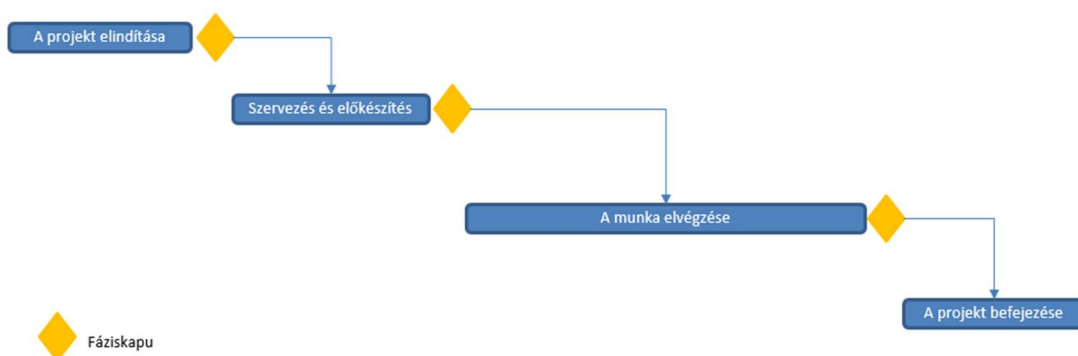 A projekt elindítása
Szervezés és előkészítés
A munka elvégzése
A projekt befejezése
Fáziskapu